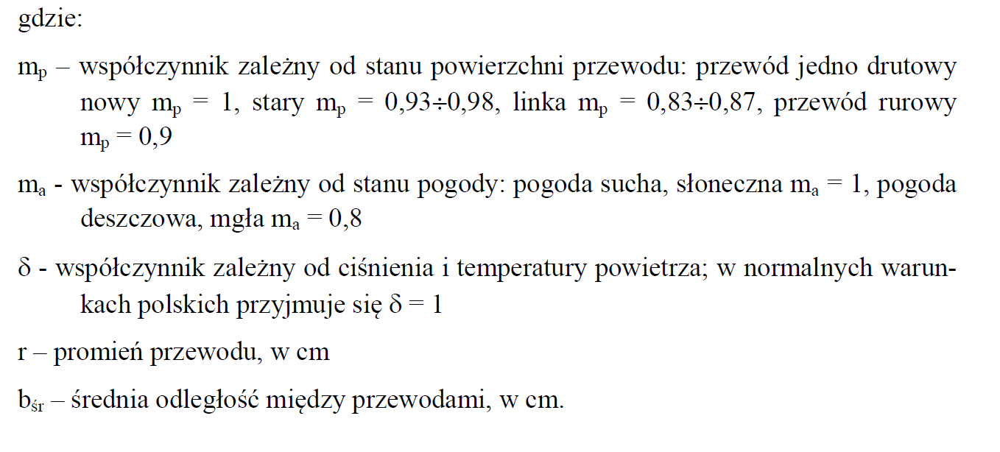 gdzie:
mp – współczynnik zależny od stanu powierzchni przewodu: przewód jedno drutowy
nowy mp = 1, stary mp = 0,93÷0,98, linka mp = 0,83÷0,87, przewód rurowy
mp = 0,9
ma - współczynnik zależny od stanu pogody: pogoda sucha, słoneczna ma = 1, pogoda
deszczowa, mgła ma = 0,8
δ - współczynnik zależny od ciśnienia i temperatury powietrza; w normalnych warun-
kach polskich przyjmuje się δ = 1
r – promień przewodu, w cm
bśr – średnia odległość między przewodami, w cm.